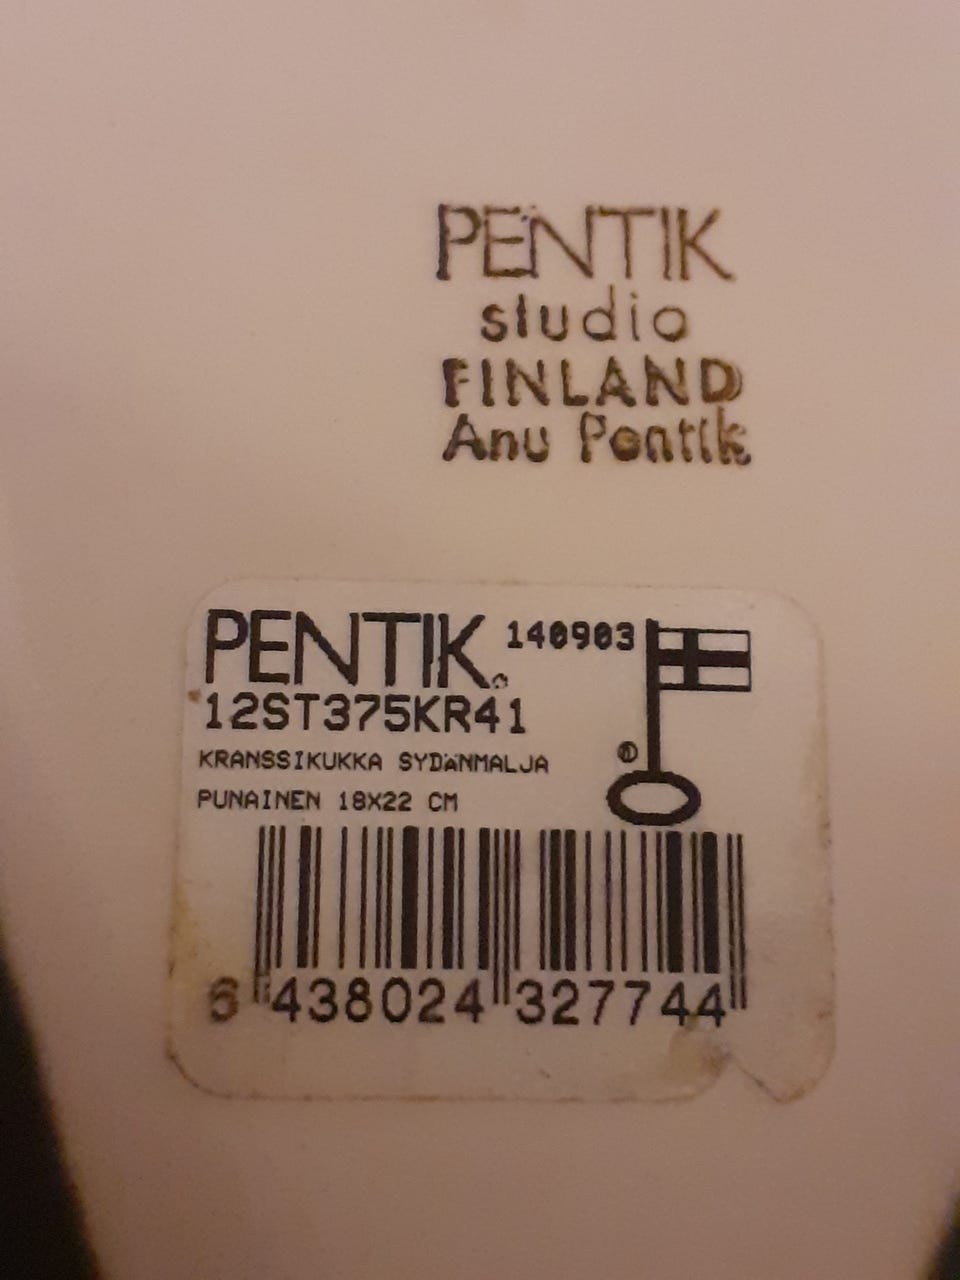 PENTIK
studio
FINLAND
Anu Pentik
PENTIK® 140903
12ST375KR41
®
KRANSSIKUKKA SYDÄNMALJA
PUNAINEN 18X22 CM
6 438024 327744